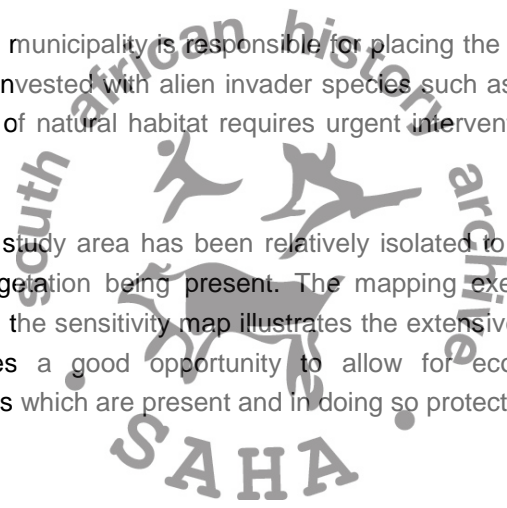 municipality is responsible for placing the
nvested with alien invader species such as
of natural habitat requires urgent interven
study area has been relatively isolated to
getation being present. The mapping exe
the sensitivity map illustrates the extensive
es a good opportunity to allow for eco
s which are present and in doing so protect
south african history archive
SAHA